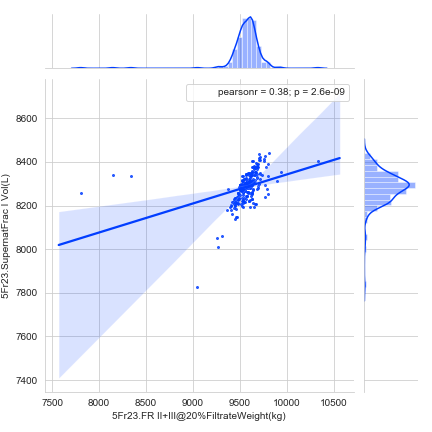 pearsonr = 0.38; p = 2.6e-09
8600
8400
8200
8000
7800
7600
7400
7500 8000 8500 9000 9500 10000 10500
5Fr23.FR II+III@20%FiltrateWeight(kg)
5Fr23.SupernatFrac I Vol(L)